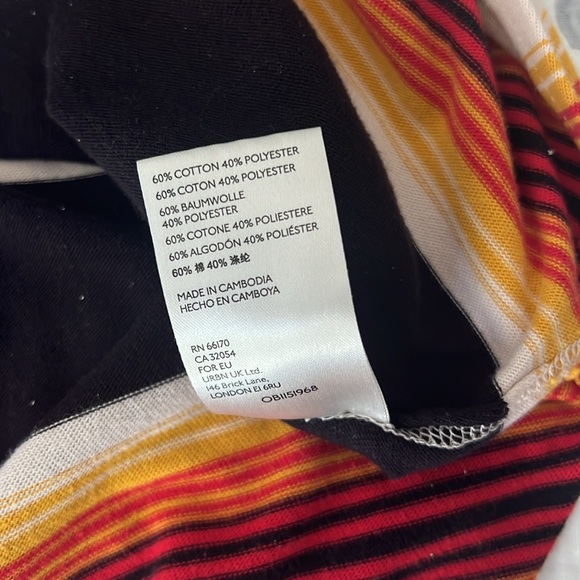 60% COTTON 40% POLYESTER
60% COTON 40% POLYESTER
60% BAUMWOLLE
40% POLYESTER
60% COTONE 40% POLIESTERE
60% ALGODÓN 40% POLIÉSTER
60% 棉 40% 涤纶
MADE IN CAMBODIA
HECHO EN CAMBOYA
RN 66170
CA 32054
FOR EU
URBN UK Ltd.
146 Brick Lane,
LONDON E1 6RU
OB1151968